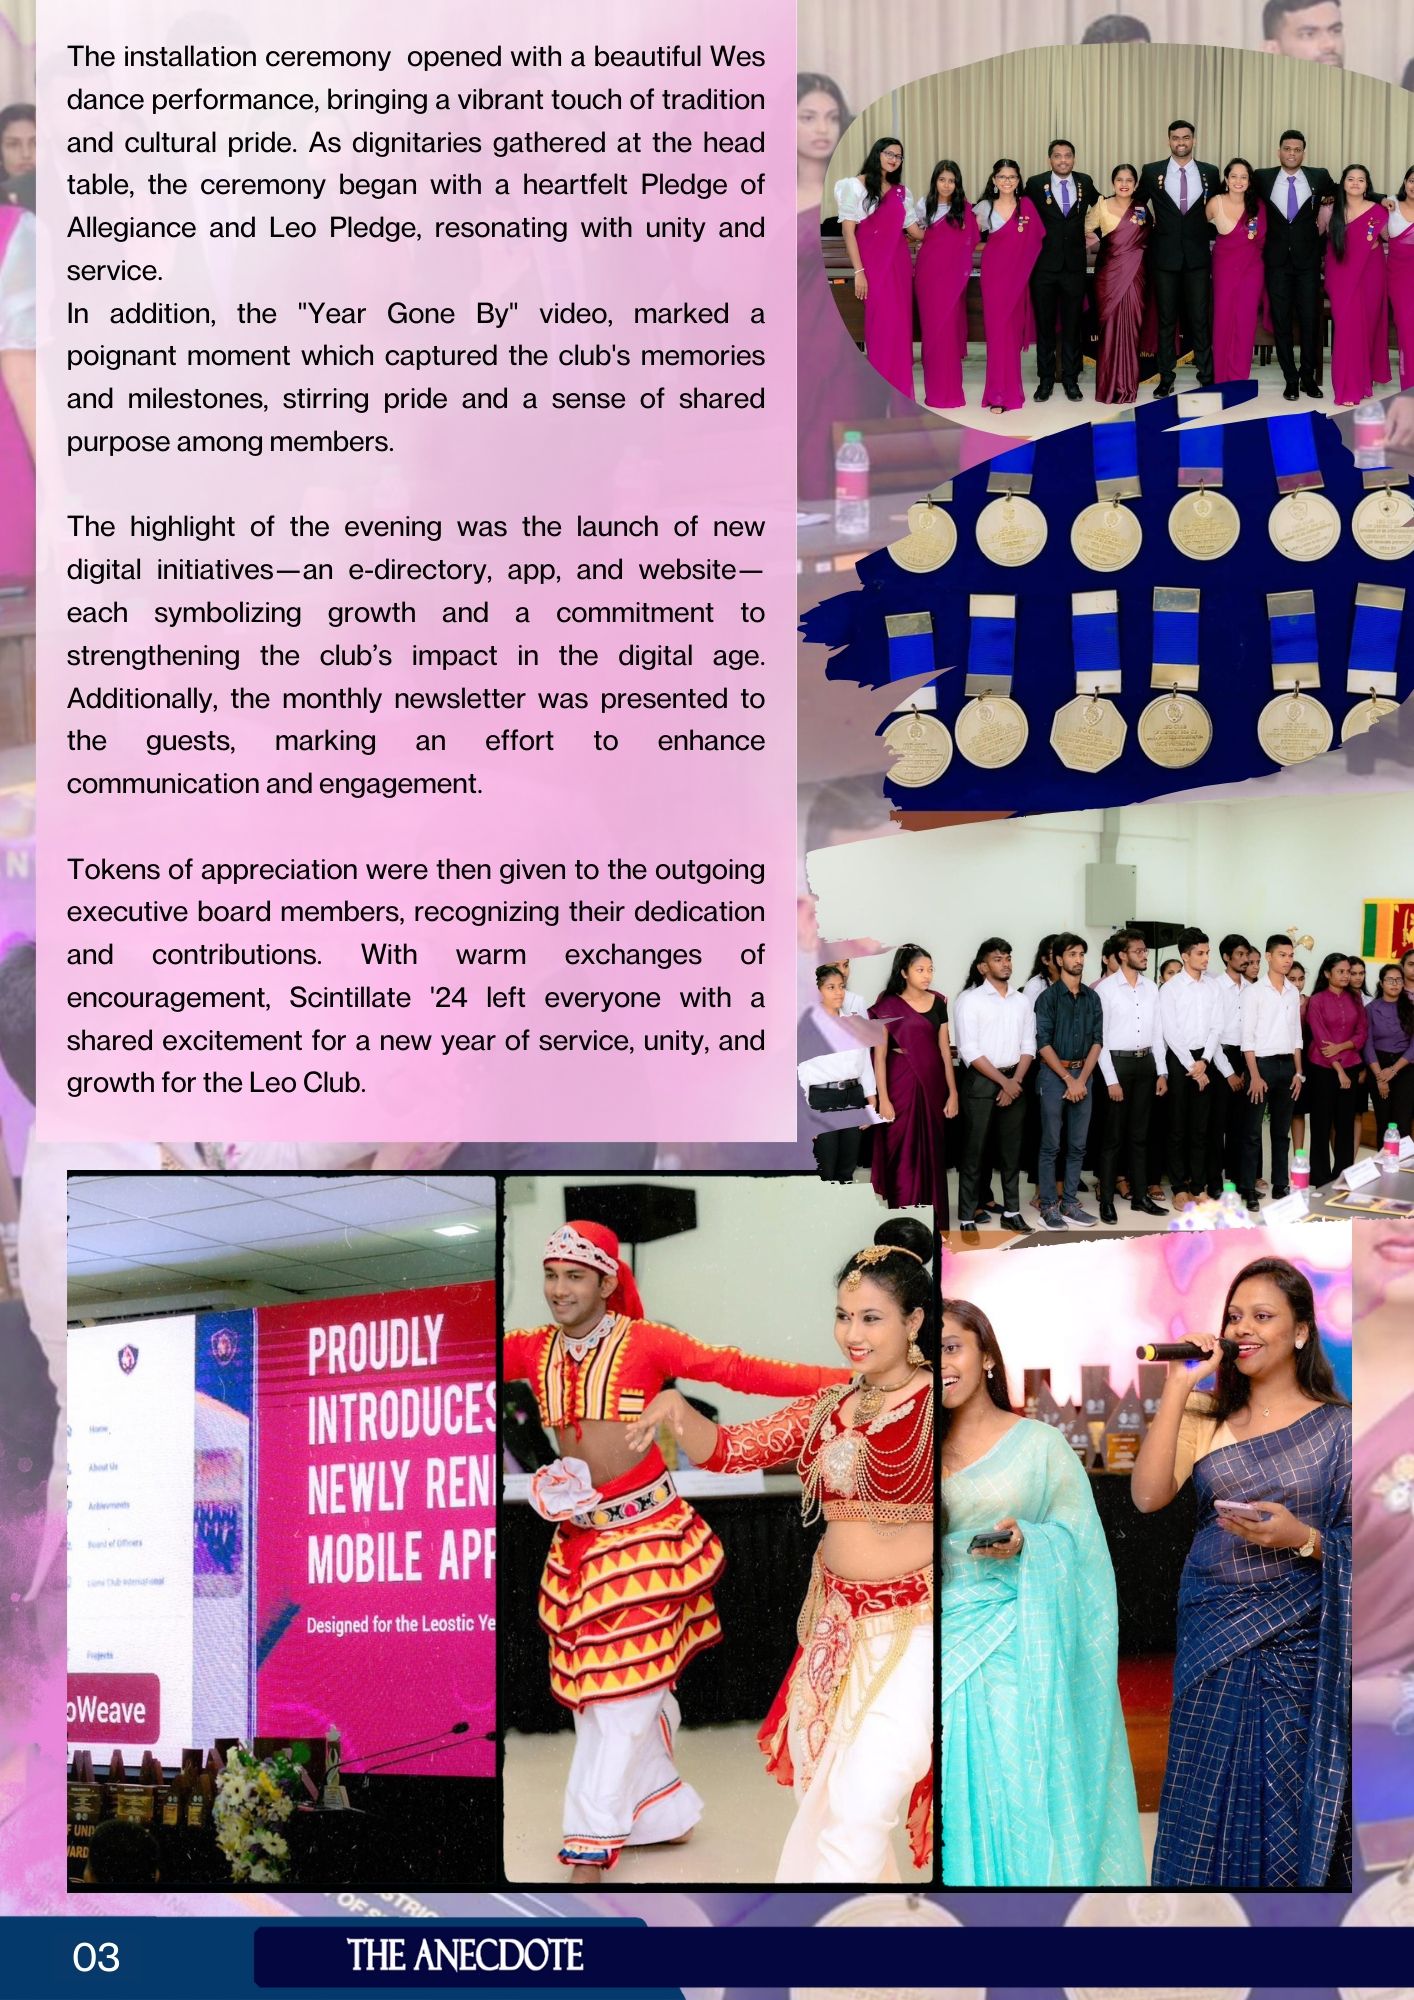 The installation ceremony opened with a beautiful Wes
dance performance, bringing a vibrant touch of tradition
and cultural pride. As dignitaries gathered at the head
table, the ceremony began with a heartfelt Pledge of
Allegiance and Leo Pledge, resonating with unity and
service.
In addition, the "Year Gone By" video, marked a
poignant moment which captured the club's memories
and milestones, stirring pride and a sense of shared
purpose among members.
The highlight of the evening was the launch of new
digital initiatives—an e-directory, app, and website—
each symbolizing growth and a commitment to
strengthening the club’s impact in the digital age.
Additionally, the monthly newsletter was presented to
the guests, marking an effort to enhance
communication and engagement.
Tokens of appreciation were then given to the outgoing
executive board members, recognizing their dedication
and contributions. With warm exchanges of
encouragement, Scintillate '24 left everyone with a
shared excitement for a new year of service, unity, and
growth for the Leo Club.
Home
About Us
Board of Officers
Lions Club International
Projects
oWeave
PROUDLY
INTRODUCES
NEWLY REN
MOBILE APP
Designed for the Leostic Ye
03
THE ANECDOTE